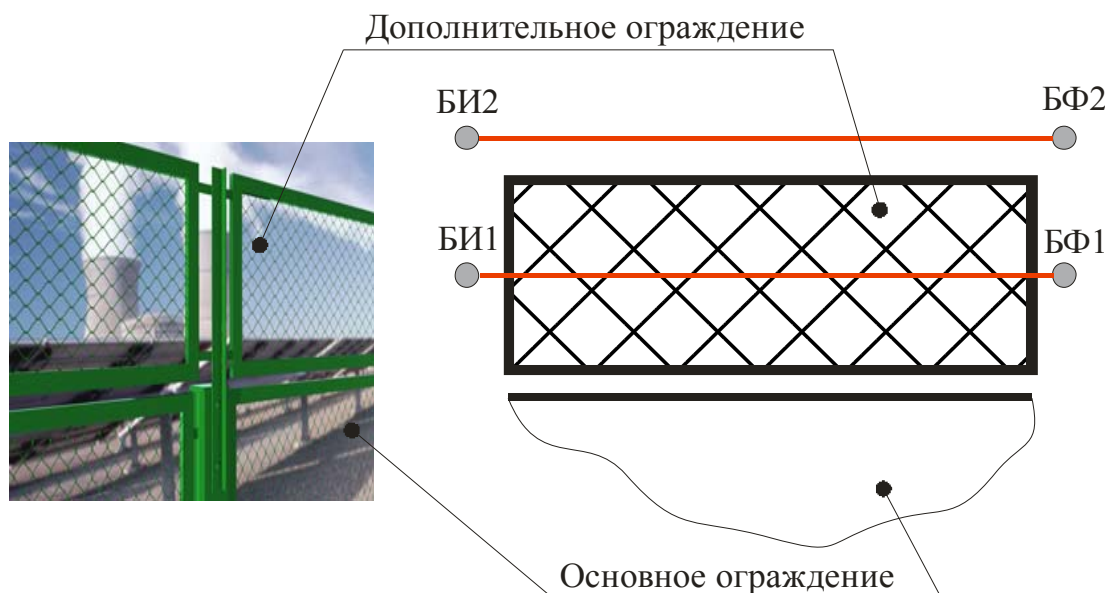 Дополнительное ограждение
БИ2
БФ2
БИ1
БФ1
Основное ограждение